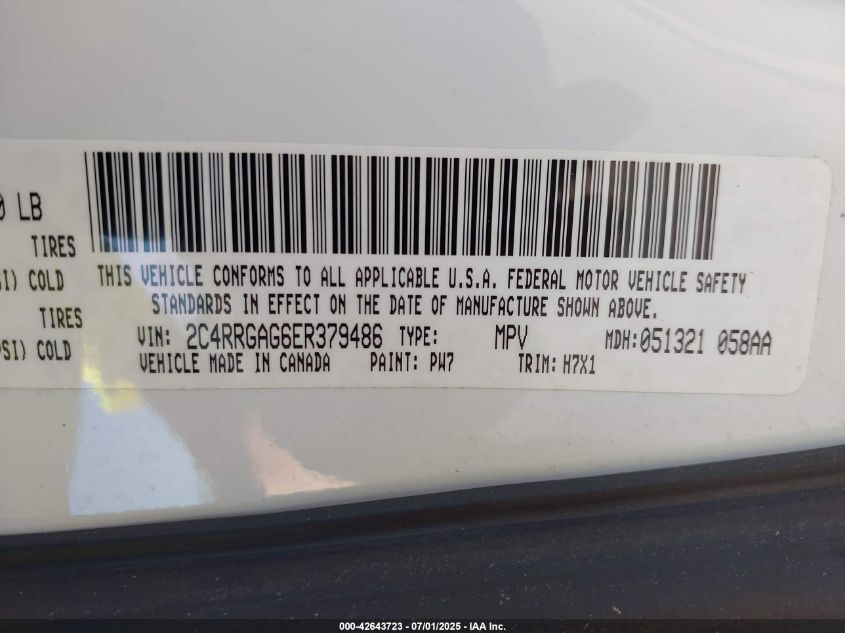 0 LB
TIRES
SI) COLD
TIRES
PSI) COLD
THIS VEHICLE CONFORMS TO ALL APPLICABLE U.S.A. FEDERAL MOTOR VEHICLE SAFETY
STANDARDS IN EFFECT ON THE DATE OF MANUFACTURE SHOWN ABOVE.
VIN: 2C4RRGAG6ER379486 TYPE: MPV MDH:051321 058AA
VEHICLE MADE IN CANADA PAINT: PW7 TRIM: H7X1
000-42643723 - 07/01/2025 - IAA Inc.